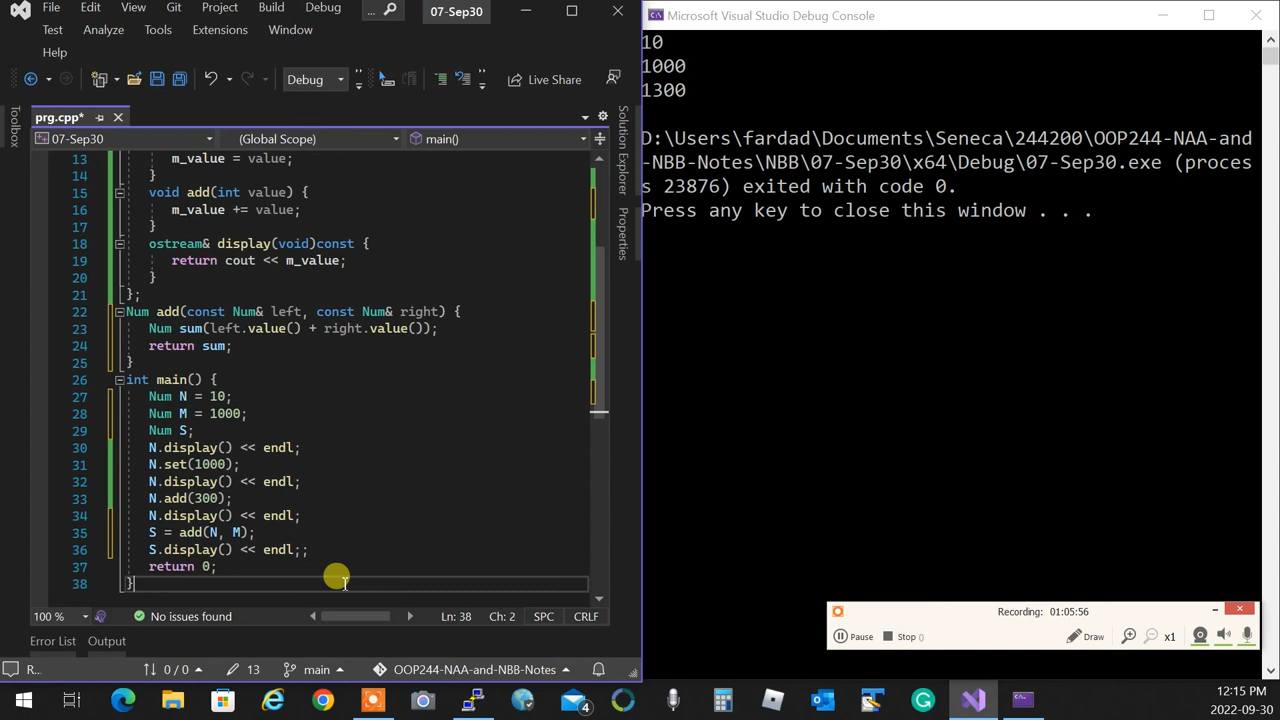 File Edit View Git Project Build Debug ... 07-Sep30
Test Analyze Tools Extensions Window
Help
Debug Live Share
prg.cpp*
07-Sep30 (Global Scope) main()
Toolbox
Solution Explorer
Properties
13 m_value = value;
14 }
15 void add(int value) {
16 m_value += value;
17 }
18 ostream& display(void)const {
19 return cout << m_value;
20 }
21 };
22 Num add(const Num& left, const Num& right) {
23 Num sum(left.value() + right.value());
24 return sum;
25 }
26 int main() {
27 Num N = 10;
28 Num M = 1000;
29 Num S;
30 N.display() << endl;
31 N.set(1000);
32 N.display() << endl;
33 N.add(300);
34 N.display() << endl;
35 S = add(N, M);
36 S.display() << endl;;
37 return 0;
38 }
100 % No issues found Ln: 38 Ch: 2 SPC CRLF
Error List Output
R... 0 / 0 13 main OOP244-NAA-and-NBB-Notes
Microsoft Visual Studio Debug Console
10
1000
1300
D:\Users\fardad\Documents\Seneca\244200\OOP244-NAA-and
-NBB-Notes\NBB\07-Sep30\x64\Debug\07-Sep30.exe (proces
s 23876) exited with code 0.
Press any key to close this window . . .
Recording: 01:05:56
Pause Stop () Draw x1
4
12:15 PM
2022-09-30